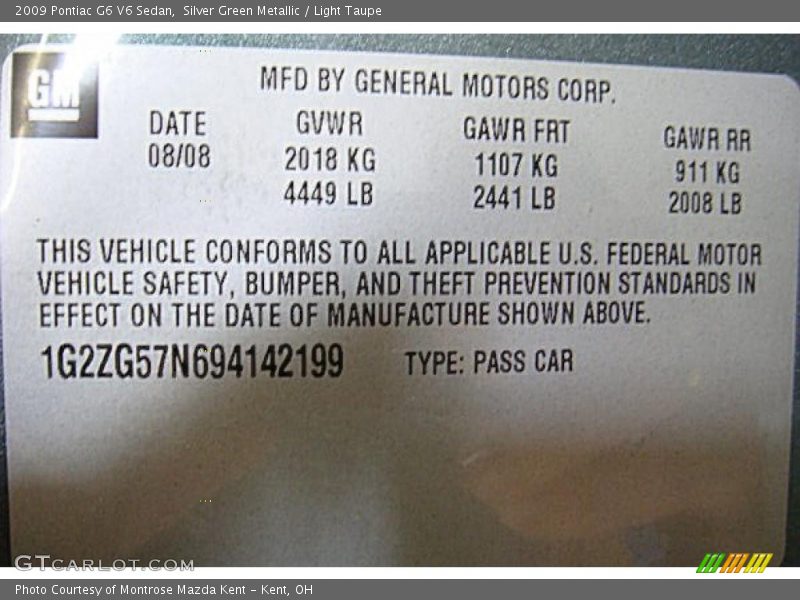 2009 Pontiac G6 V6 Sedan, Silver Green Metallic / Light Taupe
GM
MFD BY GENERAL MOTORS CORP.
DATE GVWR GAWR FRT GAWR RR
08/08 2018 KG 1107 KG 911 KG
4449 LB 2441 LB 2008 LB
THIS VEHICLE CONFORMS TO ALL APPLICABLE U.S. FEDERAL MOTOR
VEHICLE SAFETY, BUMPER, AND THEFT PREVENTION STANDARDS IN
EFFECT ON THE DATE OF MANUFACTURE SHOWN ABOVE.
1G2ZG57N694142199 TYPE: PASS CAR
GTCARLOT.COM
Photo Courtesy of Montrose Mazda Kent - Kent, OH